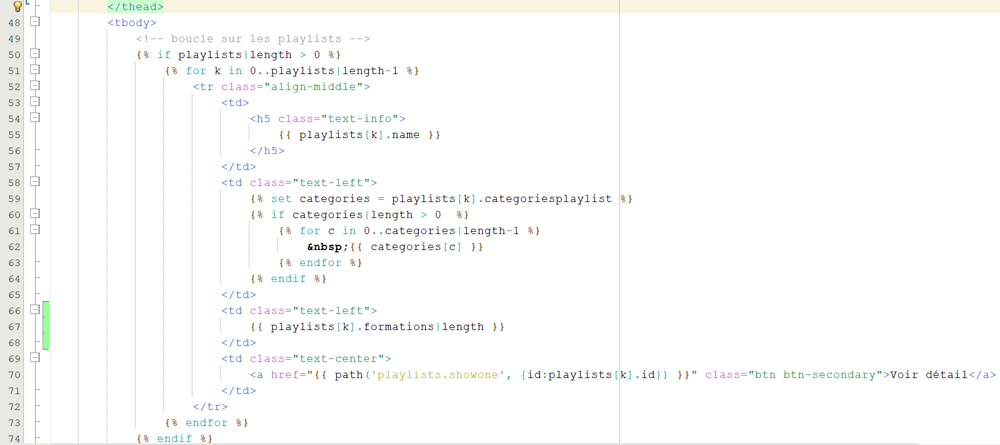 </thead>
48 <tbody>
49 <!-- boucle sur les playlists -->
50 {% if playlists|length > 0 %}
51 {% for k in 0..playlists|length-1 %}
52 <tr class="align-middle">
53 <td>
54 <h5 class="text-info">
55 {{ playlists[k].name }}
56 </h5>
57 </td>
58 <td class="text-left">
59 {% set categories = playlists[k].categoriesplaylist %}
60 {% if categories|length > 0  %}
61 {% for c in 0..categories|length-1 %}
62 &nbsp;{{ categories[c] }}
63 {% endfor %}
64 {% endif %}
65 </td>
66 <td class="text-left">
67 {{ playlists[k].formations|length }}
68 </td>
69 <td class="text-center">
70 <a href="{{ path('playlists.showone', {id:playlists[k].id}) }}" class="btn btn-secondary">Voir détail</a>
71 </td>
72 </tr>
73 {% endfor %}
74 {% endif %}